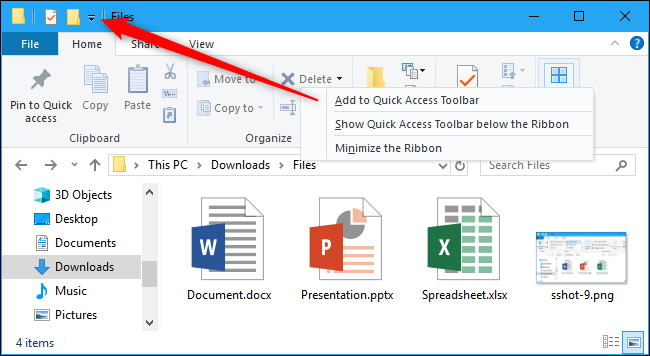 Files
File Home Share View
Pin to Quick access
Copy
Paste
Clipboard
Move to
Copy to
Delete
Organize
Add to Quick Access Toolbar
Show Quick Access Toolbar below the Ribbon
Minimize the Ribbon
This PC > Downloads > Files
Search Files
3D Objects
Desktop
Documents
Downloads
Music
Pictures
W
Document.docx
P
Presentation.pptx
X
Spreadsheet.xlsx
sshot-9.png
4 items